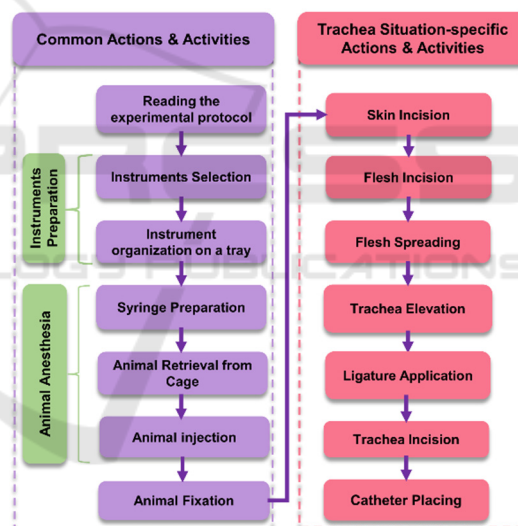 Common Actions & Activities
Reading the
experimental protocol
Instruments Preparation
Instruments Selection
Instrument
organization on a tray
Animal Anesthesia
Syringe Preparation
Animal Retrieval from
Cage
Animal injection
Animal Fixation
Trachea Situation-specific
Actions & Activities
Skin Incision
Flesh Incision
Flesh Spreading
Trachea Elevation
Ligature Application
Trachea Incision
Catheter Placing